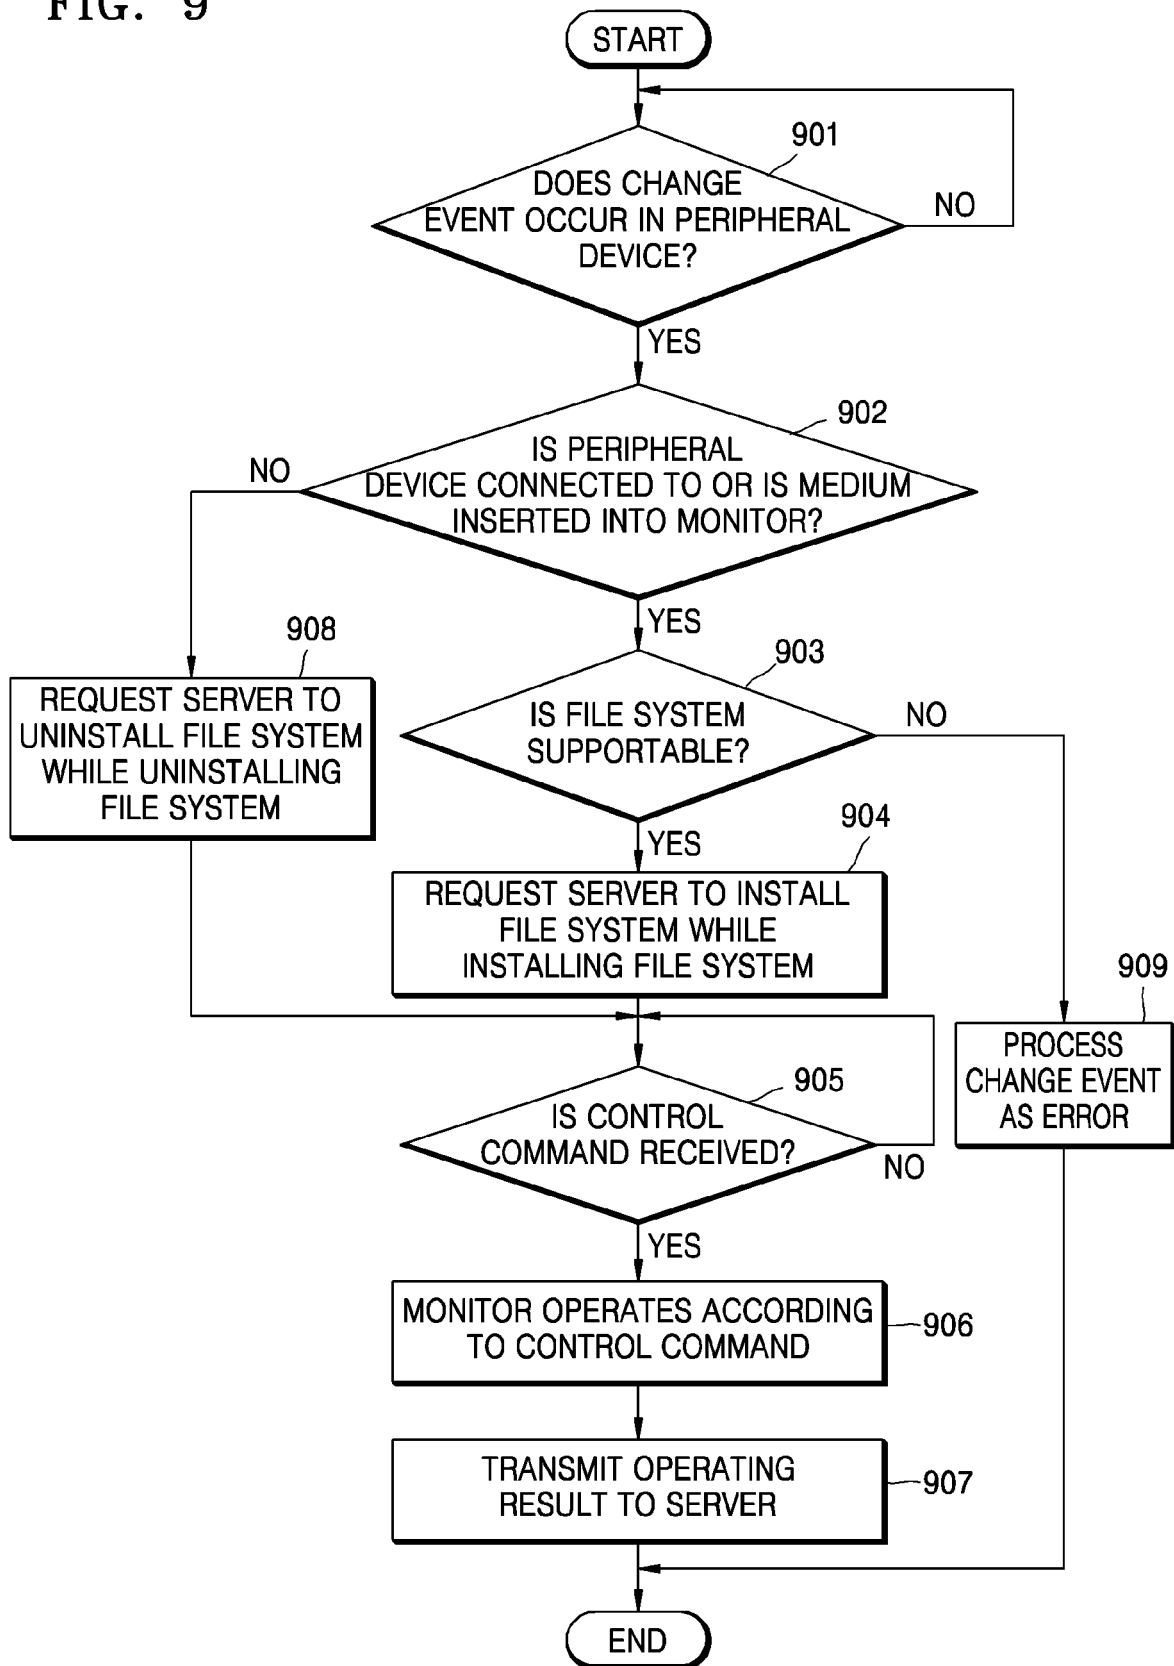 FIG. 9
START
901
DOES CHANGE
EVENT OCCUR IN PERIPHERAL
DEVICE?
NO
YES
902
IS PERIPHERAL
DEVICE CONNECTED TO OR IS MEDIUM
INSERTED INTO MONITOR?
NO
YES
908
REQUEST SERVER TO
UNINSTALL FILE SYSTEM
WHILE UNINSTALLING
FILE SYSTEM
903
IS FILE SYSTEM
SUPPORTABLE?
NO
YES
904
REQUEST SERVER TO INSTALL
FILE SYSTEM WHILE
INSTALLING FILE SYSTEM
909
PROCESS
CHANGE EVENT
AS ERROR
905
IS CONTROL
COMMAND RECEIVED?
NO
YES
MONITOR OPERATES ACCORDING
TO CONTROL COMMAND
906
TRANSMIT OPERATING
RESULT TO SERVER
907
END